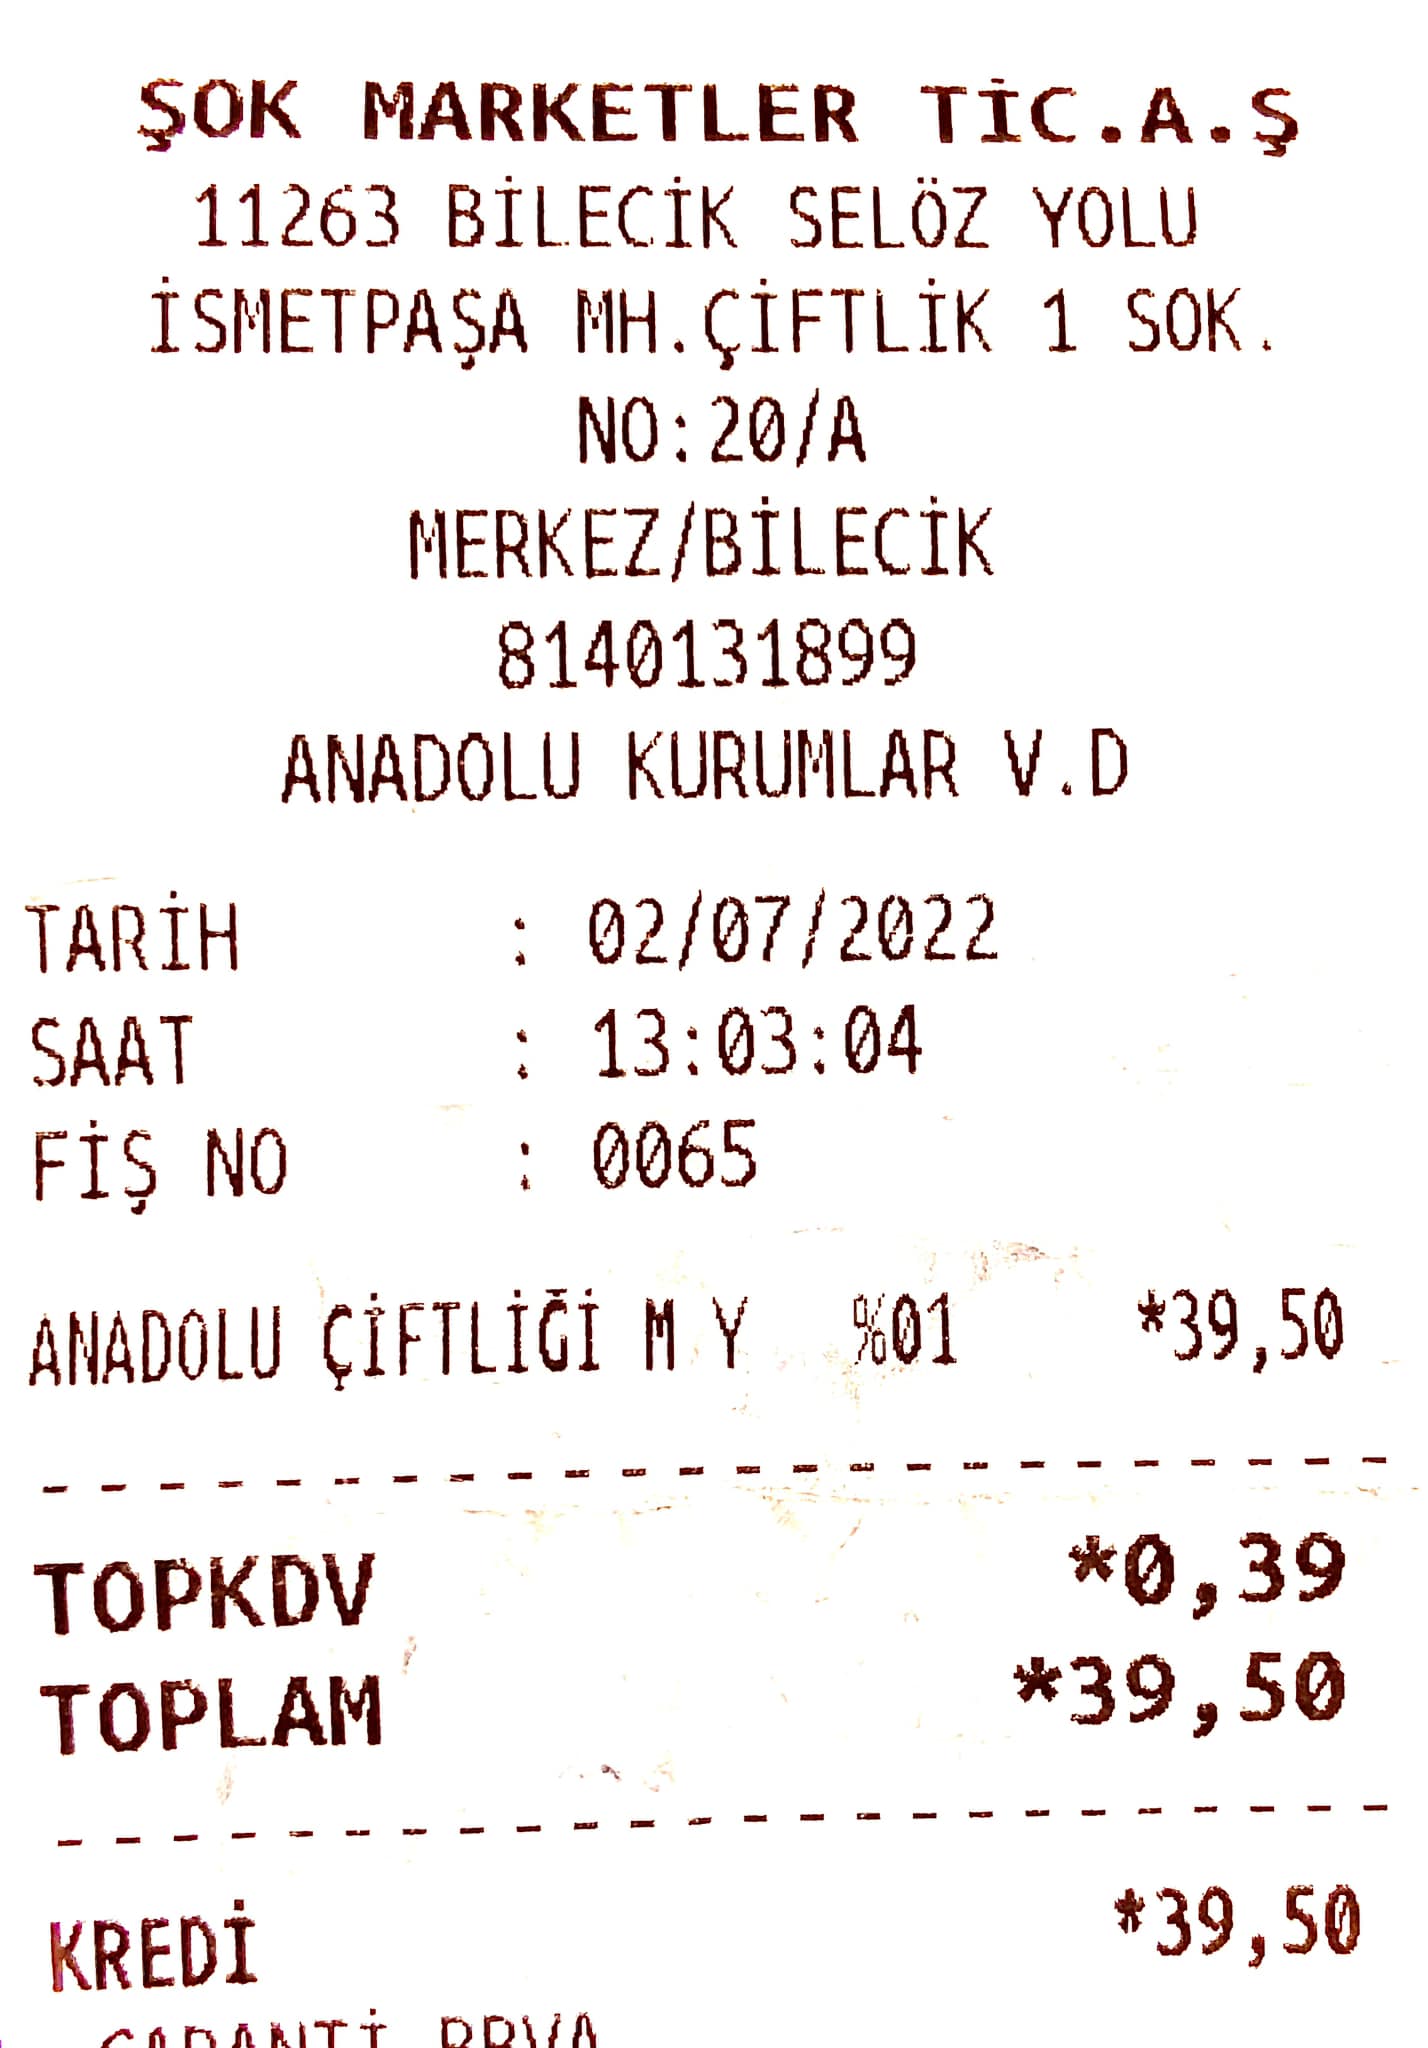 ŞOK MARKETLER TİC.A.Ş
11263 BİLECİK SELÖZ YOLU
İSMETPAŞA MH.ÇİFTLİK 1 SOK.
NO:20/A
MERKEZ/BİLECİK
8140131899
ANADOLU KURUMLAR V.D
TARİH : 02/07/2022
SAAT : 13:03:04
FİŞ NO : 0065
ANADOLU ÇİFTLİĞİ M Y %01 *39,50
TOPKDV *0,39
TOPLAM *39,50
KREDİ *39,50
GARANTİ BBVA